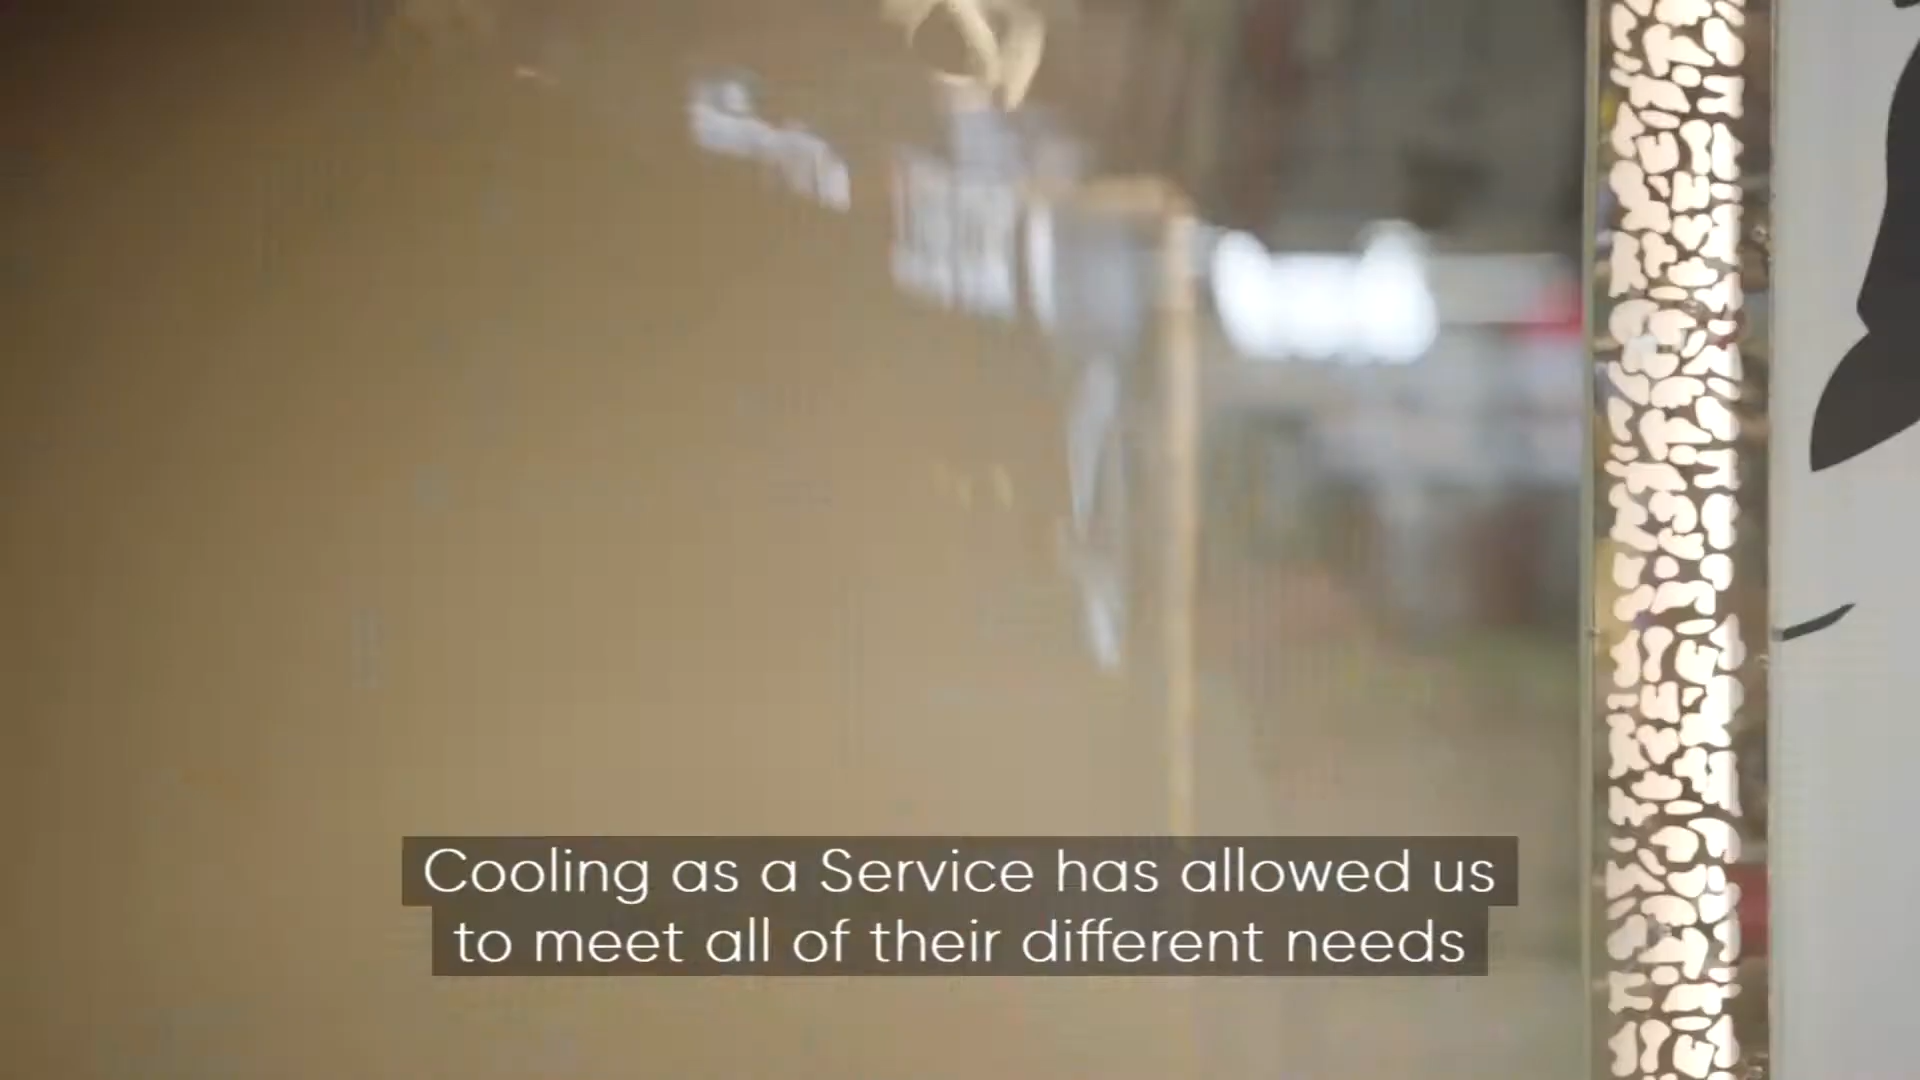 Cooling as a Service has allowed us
to meet all of their different needs